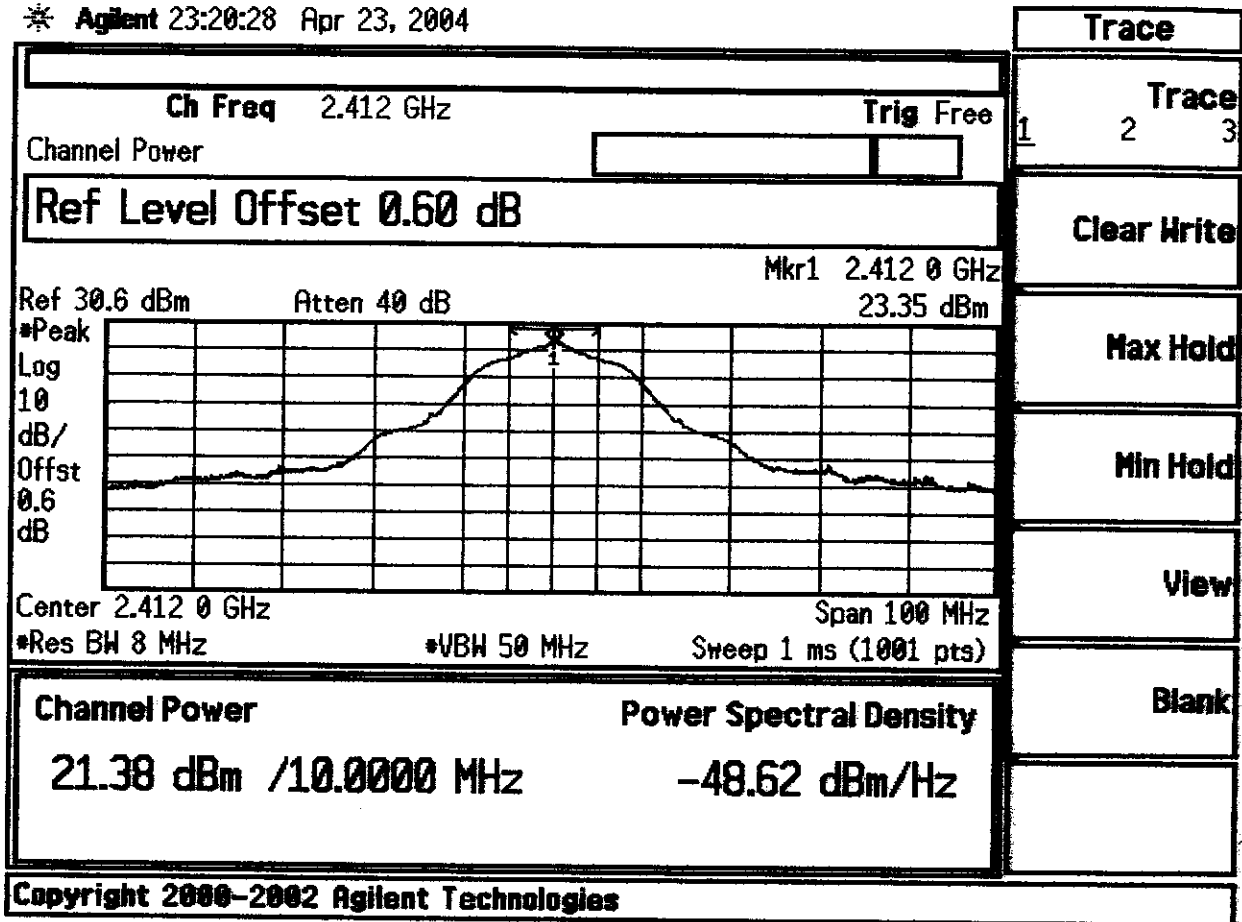 Agilent 23:20:28 Apr 23, 2004
Ch Freq 2.412 GHz
Trig Free
Channel Power
Ref Level Offset 0.60 dB
Mkr1 2.412 0 GHz
Ref 30.6 dBm
Atten 40 dB
23.35 dBm
#Peak
Log
10
dB/
Offst
0.6
dB
1
Center 2.412 0 GHz
Span 100 MHz
#Res BW 8 MHz
#VBW 50 MHz
Sweep 1 ms (1001 pts)
Channel Power
Power Spectral Density
21.38 dBm /10.0000 MHz
-48.62 dBm/Hz
Copyright 2000-2002 Agilent Technologies
Trace
Trace
1 2 3
Clear Write
Max Hold
Min Hold
View
Blank